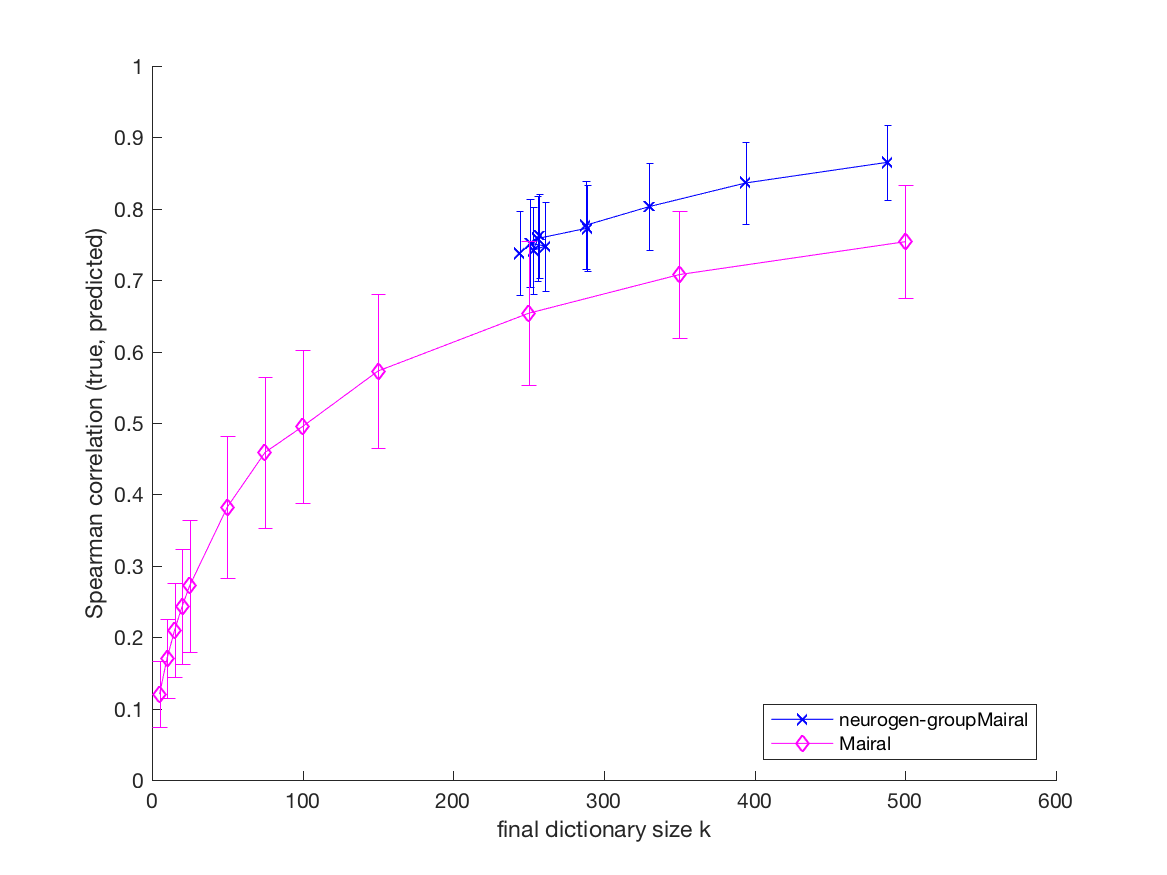 1
0.9
0.8
0.7
0.6
0.5
0.4
0.3
0.2
0.1
0
Spearman correlation (true, predicted)
0 100 200 300 400 500 600
final dictionary size k
neurogen-groupMairal
Mairal